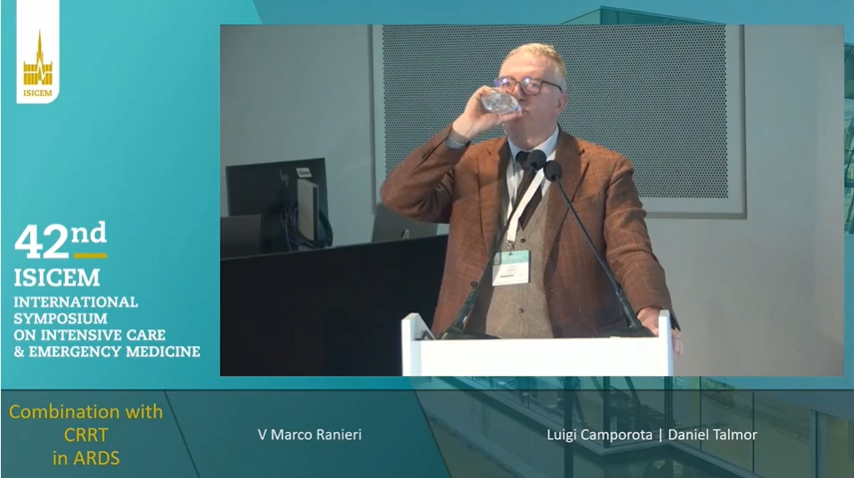 ISICEM
42nd
ISICEM
INTERNATIONAL
SYMPOSIUM
ON INTENSIVE CARE
& EMERGENCY MEDICINE
Combination with
CRRT
in ARDS
V Marco Ranieri
Luigi Camporota | Daniel Talmor